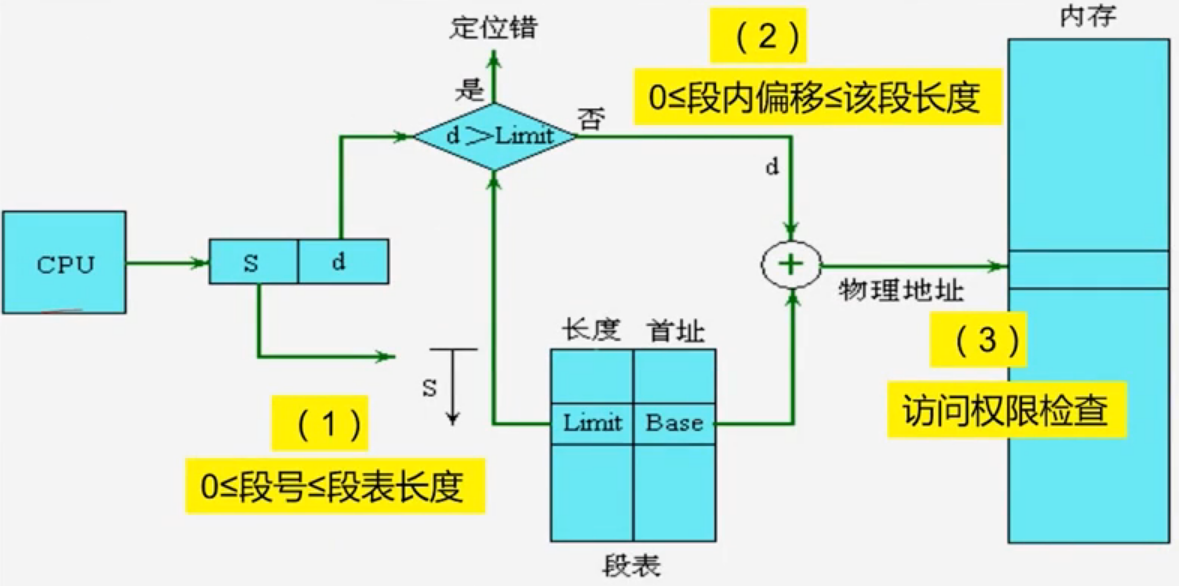 定位错
（2）
内存
是
0≤段内偏移≤该段长度
d＞Limit
否
d
CPU
S
d
+
物理地址
长度
首址
（3）
S
访问权限检查
（1）
Limit
Base
0≤段号≤段表长度
段表